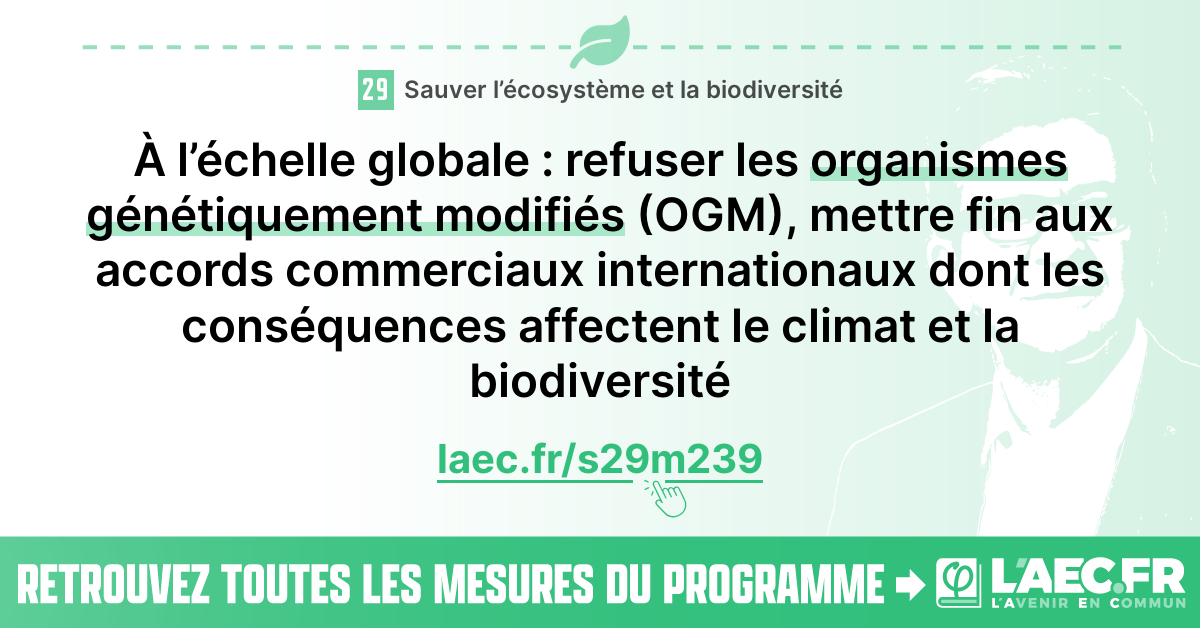 29 Sauver l’écosystème et la biodiversité
À l’échelle globale : refuser les organismes
génétiquement modifiés (OGM), mettre fin aux
accords commerciaux internationaux dont les
conséquences affectent le climat et la
biodiversité
laec.fr/s29m239
RETROUVEZ TOUTES LES MESURES DU PROGRAMME
φ L'AEC.FR
L'AVENIR EN COMMUN